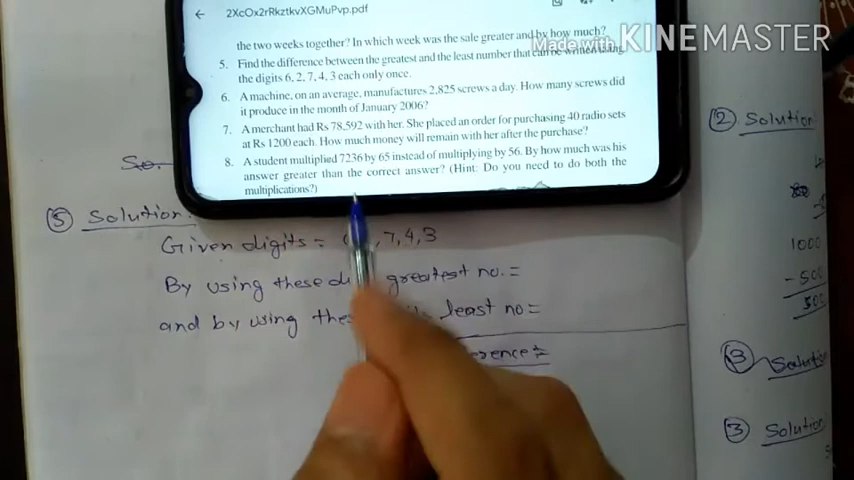 2XcOx2rRkztkvXGMuPvp.pdf
the two weeks together? In which week was the sale greater and by how much?
Made with KINEMASTER
5. Find the difference between the greatest and the least number that can be written using
the digits 6, 2, 7, 4, 3 each only once.
6. A machine, on an average, manufactures 2,825 screws a day. How many screws did
it produce in the month of January 2006?
7. A merchant had Rs 78,592 with her. She placed an order for purchasing 40 radio sets
at Rs 1200 each. How much money will remain with her after the purchase?
8. A student multiplied 7236 by 65 instead of multiplying by 56. By how much was his
answer greater than the correct answer? (Hint: Do you need to do both the
multiplications?)
So.
⑤ Solution:
Given digits = ,7,4,3
By using these greatest no. =
and by using least no =
② Solution
1000
- 500
500
③ Solution
③ Solution